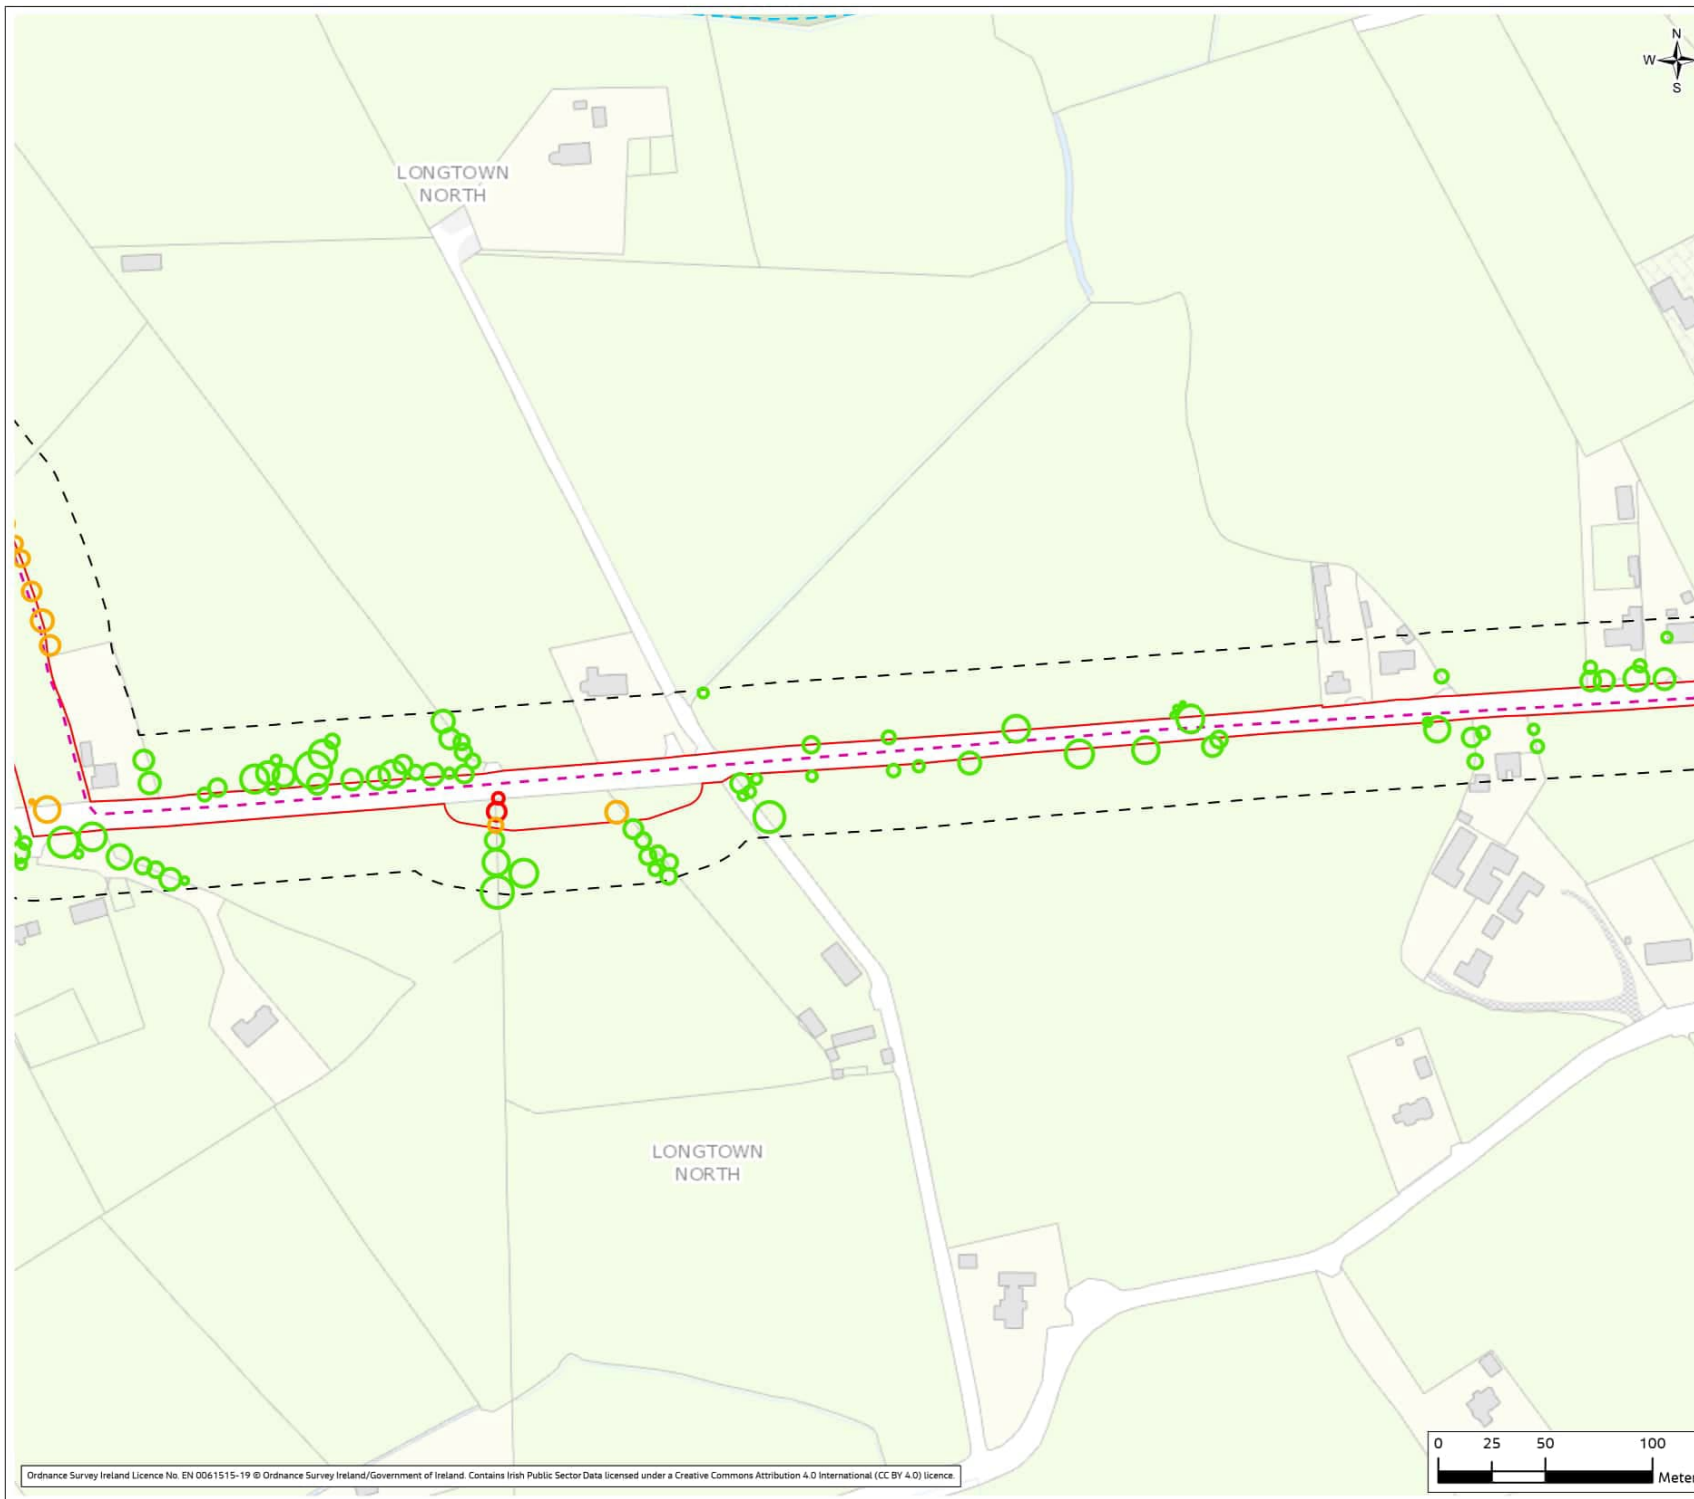 N
W
S
LONGTOWN
NORTH
LONGTOWN
NORTH
0 25 50 100
Meter
Ordnance Survey Ireland Licence No. EN 0061515-19 © Ordnance Survey Ireland/Government of Ireland. Contains Irish Public Sector Data licensed under a Creative Commons Attribution 4.0 International (CC BY 4.0) licence.